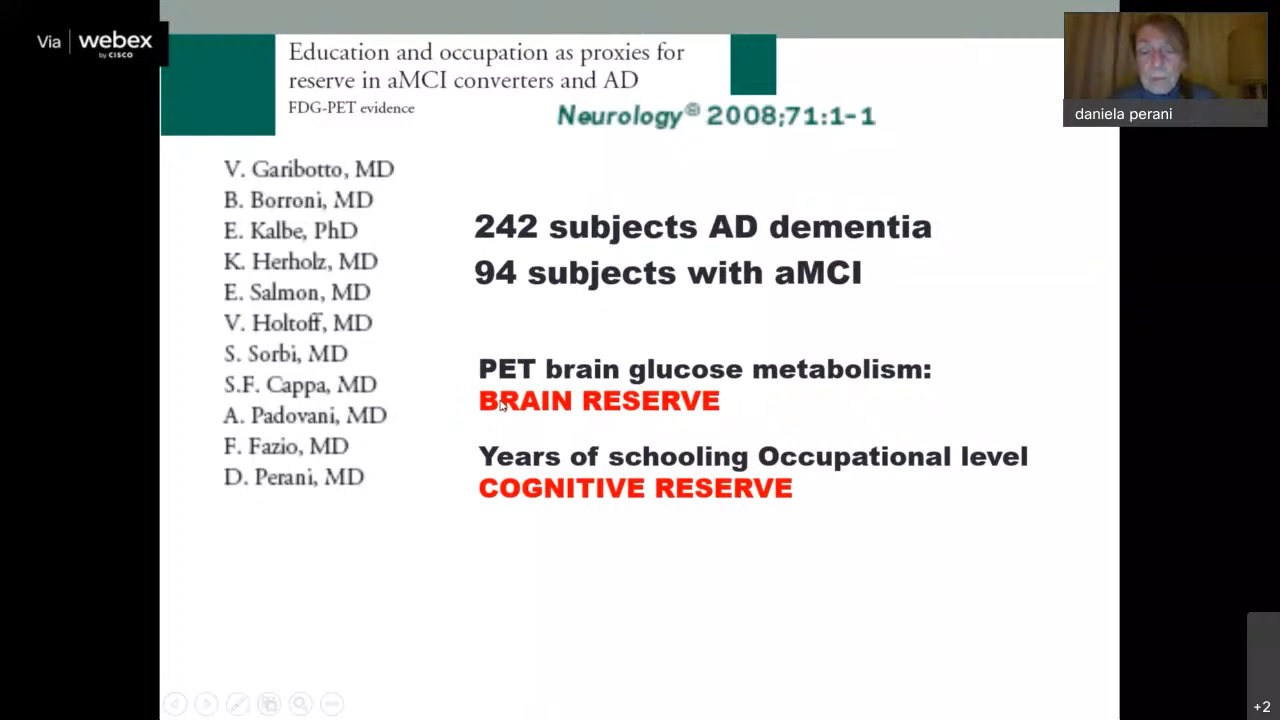 Via webex
by CISCO
Education and occupation as proxies for
reserve in aMCI converters and AD
FDG-PET evidence
Neurology® 2008;71:1–1
daniela perani
V. Garibotto, MD
B. Borroni, MD
E. Kalbe, PhD
K. Herholz, MD
E. Salmon, MD
V. Holtoff, MD
S. Sorbi, MD
S.F. Cappa, MD
A. Padovani, MD
F. Fazio, MD
D. Perani, MD
242 subjects AD dementia
94 subjects with aMCI
PET brain glucose metabolism:
BRAIN RESERVE
Years of schooling Occupational level
COGNITIVE RESERVE
+2